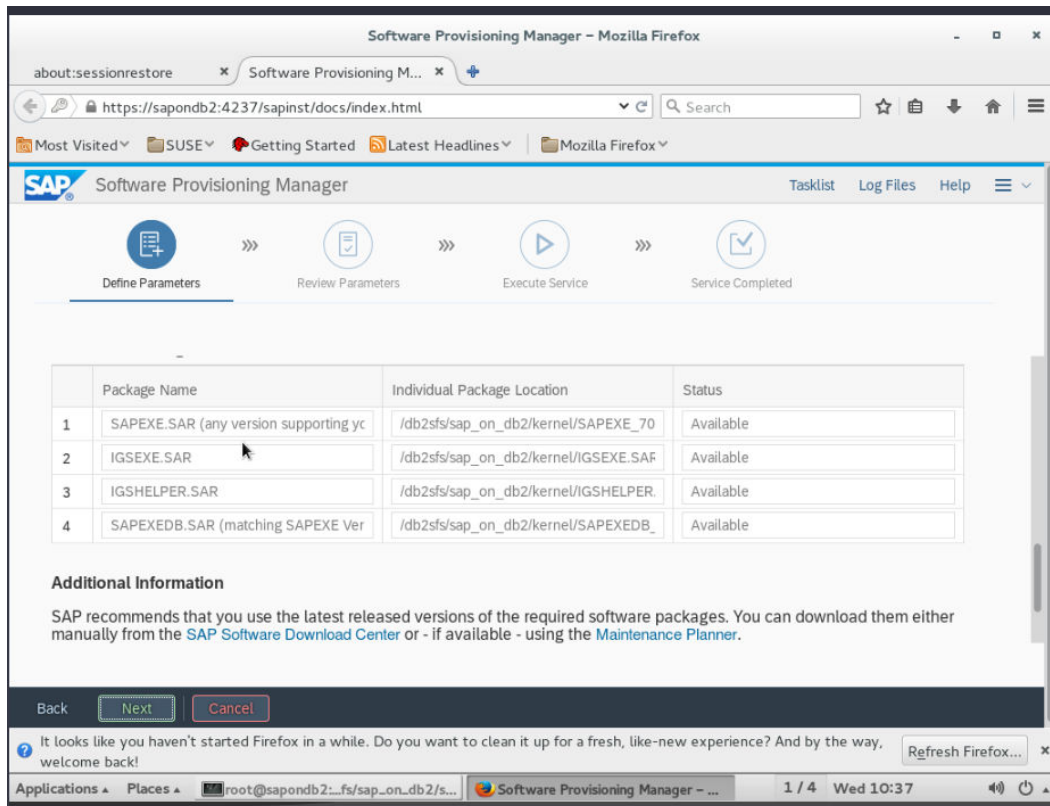 Software Provisioning Manager – Mozilla Firefox
about:sessionrestore
Software Provisioning M...
https://sapondb2:4237/sapinst/docs/index.html
Search
Most Visited
SUSE
Getting Started
Latest Headlines
Mozilla Firefox
SAP
Software Provisioning Manager
Tasklist
Log Files
Help
Define Parameters
Review Parameters
Execute Service
Service Completed
Package Name Individual Package Location Status
1 SAPEXE.SAR (any version supporting yc /db2sfs/sap_on_db2/kernel/SAPEXE_70 Available
2 IGSEXE.SAR /db2sfs/sap_on_db2/kernel/IGSEXE.SAR Available
3 IGSHELPER.SAR /db2sfs/sap_on_db2/kernel/IGSHELPER. Available
4 SAPEXEDB.SAR (matching SAPEXE Ver /db2sfs/sap_on_db2/kernel/SAPEXEDB_ Available
Additional Information
SAP recommends that you use the latest released versions of the required software packages. You can download them either
manually from the SAP Software Download Center or - if available - using the Maintenance Planner.
Back
Next
Cancel
It looks like you haven't started Firefox in a while. Do you want to clean it up for a fresh, like-new experience? And by the way,
welcome back!
Refresh Firefox...
Applications
Places
root@sapondb2:...fs/sap_on_db2/s...
Software Provisioning Manager – ...
1 / 4
Wed 10:37